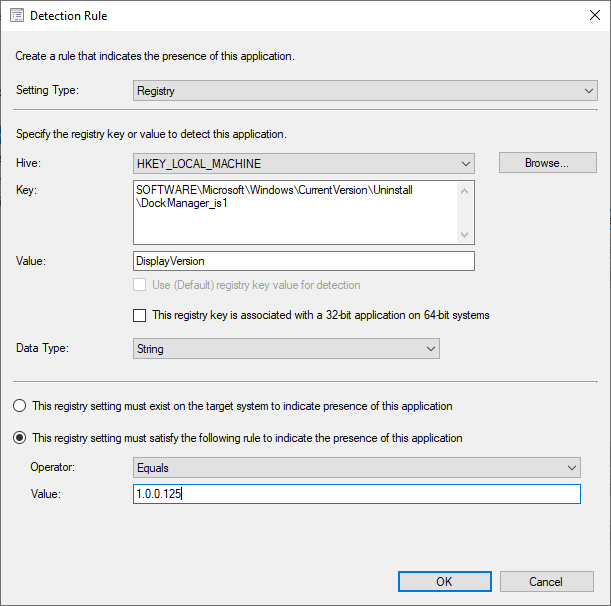 Detection Rule
Create a rule that indicates the presence of this application.
Setting Type: Registry
Specify the registry key or value to detect this application.
Hive: HKEY_LOCAL_MACHINE Browse...
Key: SOFTWARE\Microsoft\Windows\CurrentVersion\Uninstall
\DockManager_is1
Value: DisplayVersion
Use (Default) registry key value for detection
This registry key is associated with a 32-bit application on 64-bit systems
Data Type: String
This registry setting must exist on the target system to indicate presence of this application
This registry setting must satisfy the following rule to indicate the presence of this application
Operator: Equals
Value: 1.0.0.125
OK Cancel